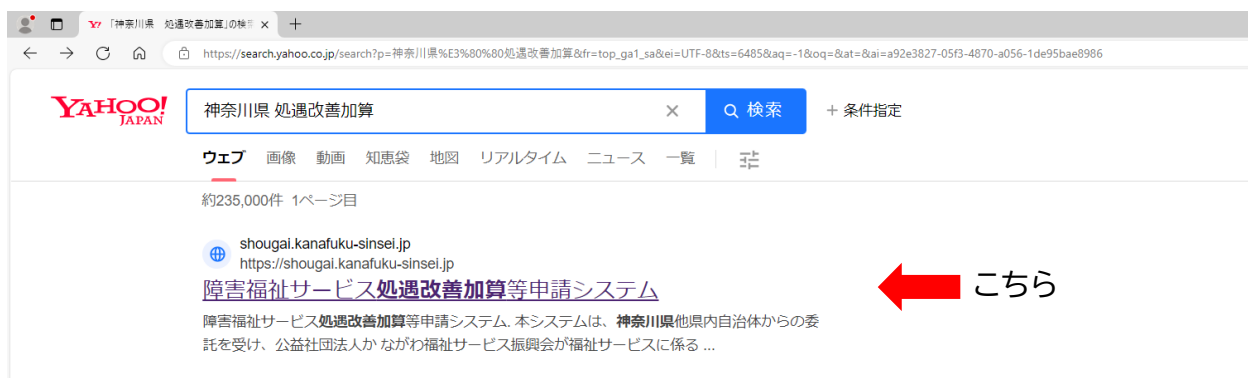 「神奈川県 処遇改善加算」の検索
https://search.yahoo.co.jp/search?p=神奈川県%E3%80%80処遇改善加算&fr=top_ga1_sa&ei=UTF-8&ts=6485&aq=-1&oq=&at=&ai=a92e3827-05f3-4870-a056-1de95bae8986
YAHOO!
JAPAN
神奈川県 処遇改善加算
検索
+ 条件指定
ウェブ 画像 動画 知恵袋 地図 リアルタイム ニュース 一覧
約235,000件 1ページ目
shougai.kanafuku-sinsei.jp
https://shougai.kanafuku-sinsei.jp
障害福祉サービス処遇改善加算等申請システム
こちら
障害福祉サービス処遇改善加算等申請システム. 本システムは、神奈川県他県内自治体からの委
託を受け、公益社団法人か ながわ福祉サービス振興会が福祉サービスに係る ...